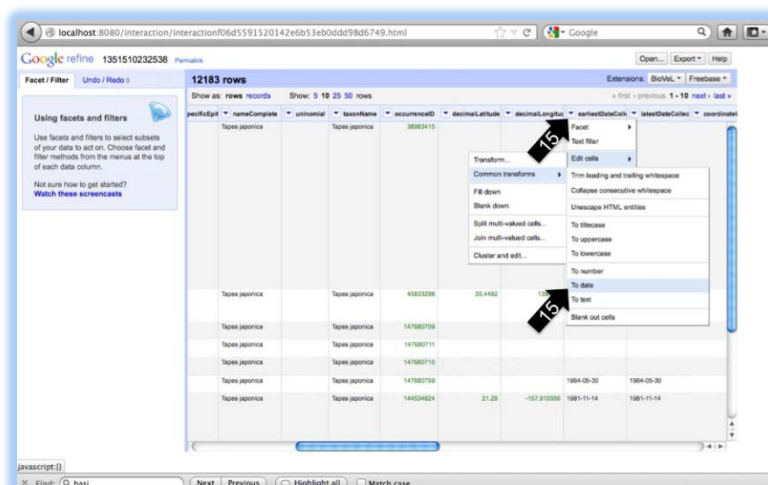 localhost:8080/interaction/interactionf06d5591520142e6b53eb0ddd98d6749.html
Google
Google refine 1351510232538 Permalink
Open... Export Help
Facet / Filter Undo / Redo 0
12183 rows
Extensions: BioVeL Freebase
Show as: rows records Show: 5 10 25 50 rows
« first ‹ previous 1 - 10 next › last »
pecificEpit nameComplete uninomial taxonName occurrenceID decimalLatitude decimalLongituc earliestDateColl latestDateCollec coordinate
Using facets and filters
Use facets and filters to select subsets
of your data to act on. Choose facet and
filter methods from the menus at the top
of each data column.
Not sure how to get started?
Watch these screencasts
Tapes japonica Tapes japonica 38983410
15
Facet
Text filter
Edit cells
Transform...
Common transforms
Fill down
Blank down
Split multi-valued cells...
Join multi-valued cells...
Cluster and edit...
Trim leading and trailing whitespace
Collapse consecutive whitespace
Unescape HTML entities
To titlecase
To uppercase
To lowercase
To number
To date
To text
Blank out cells
15
Tapes japonica Tapes japonica 40833298 35.4492
Tapes japonica Tapes japonica 147680709
Tapes japonica Tapes japonica 147680711
Tapes japonica Tapes japonica 147680710
Tapes japonica Tapes japonica 147680759 1984-05-30 1984-05-30
Tapes japonica Tapes japonica 144534824 21.29 -157.915556 1981-11-14 1981-11-14
javascript:{}
Find: basi Next Previous Highlight all Match case